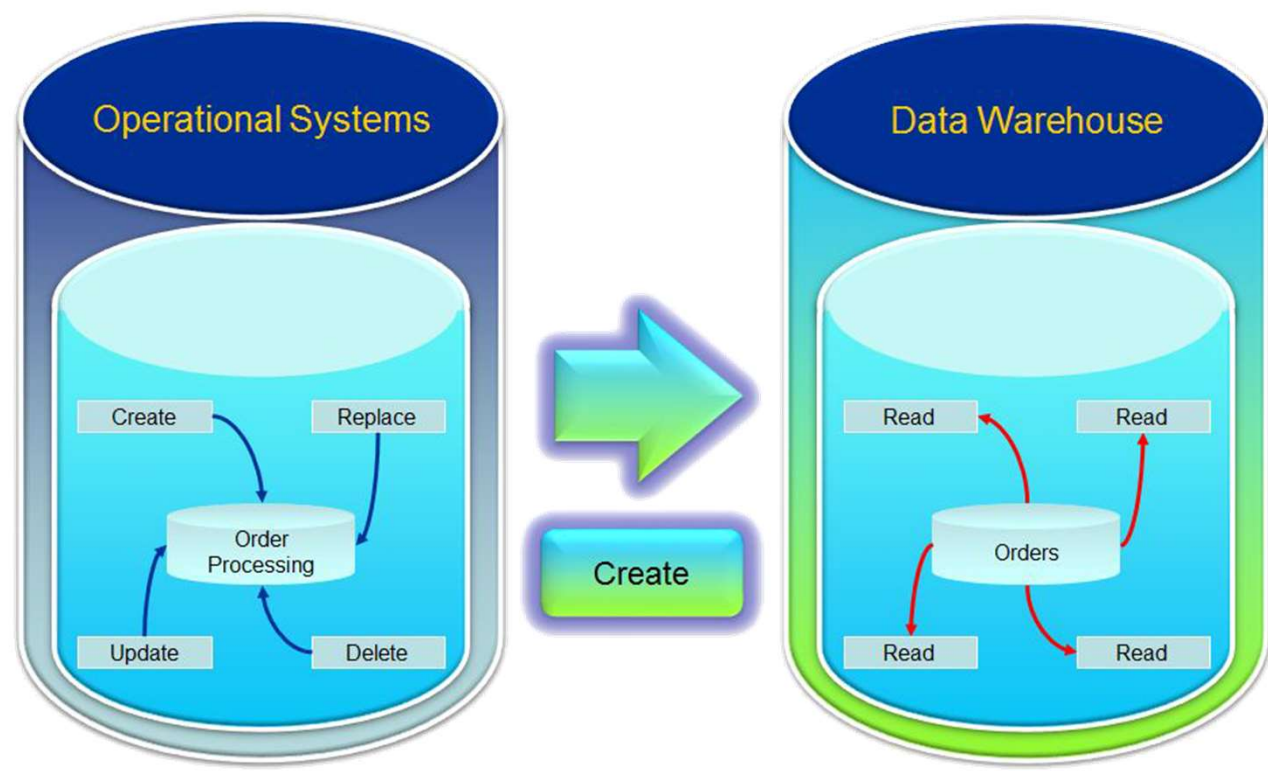 Operational Systems
Create
Replace
Order
Processing
Update
Delete
Create
Data Warehouse
Read
Read
Orders
Read
Read